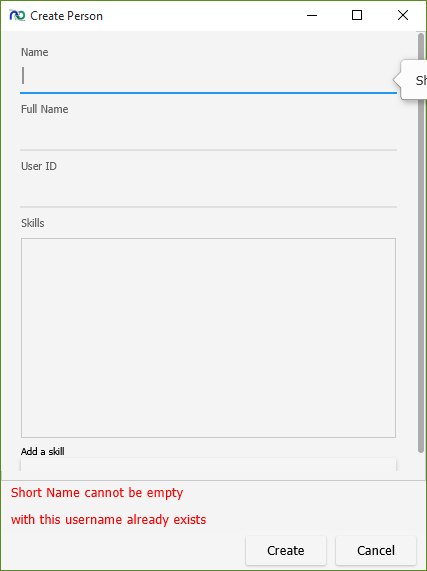 Create Person
Name
Sh
Full Name
User ID
Skills
Add a skill
Short Name cannot be empty
with this username already exists
Create
Cancel